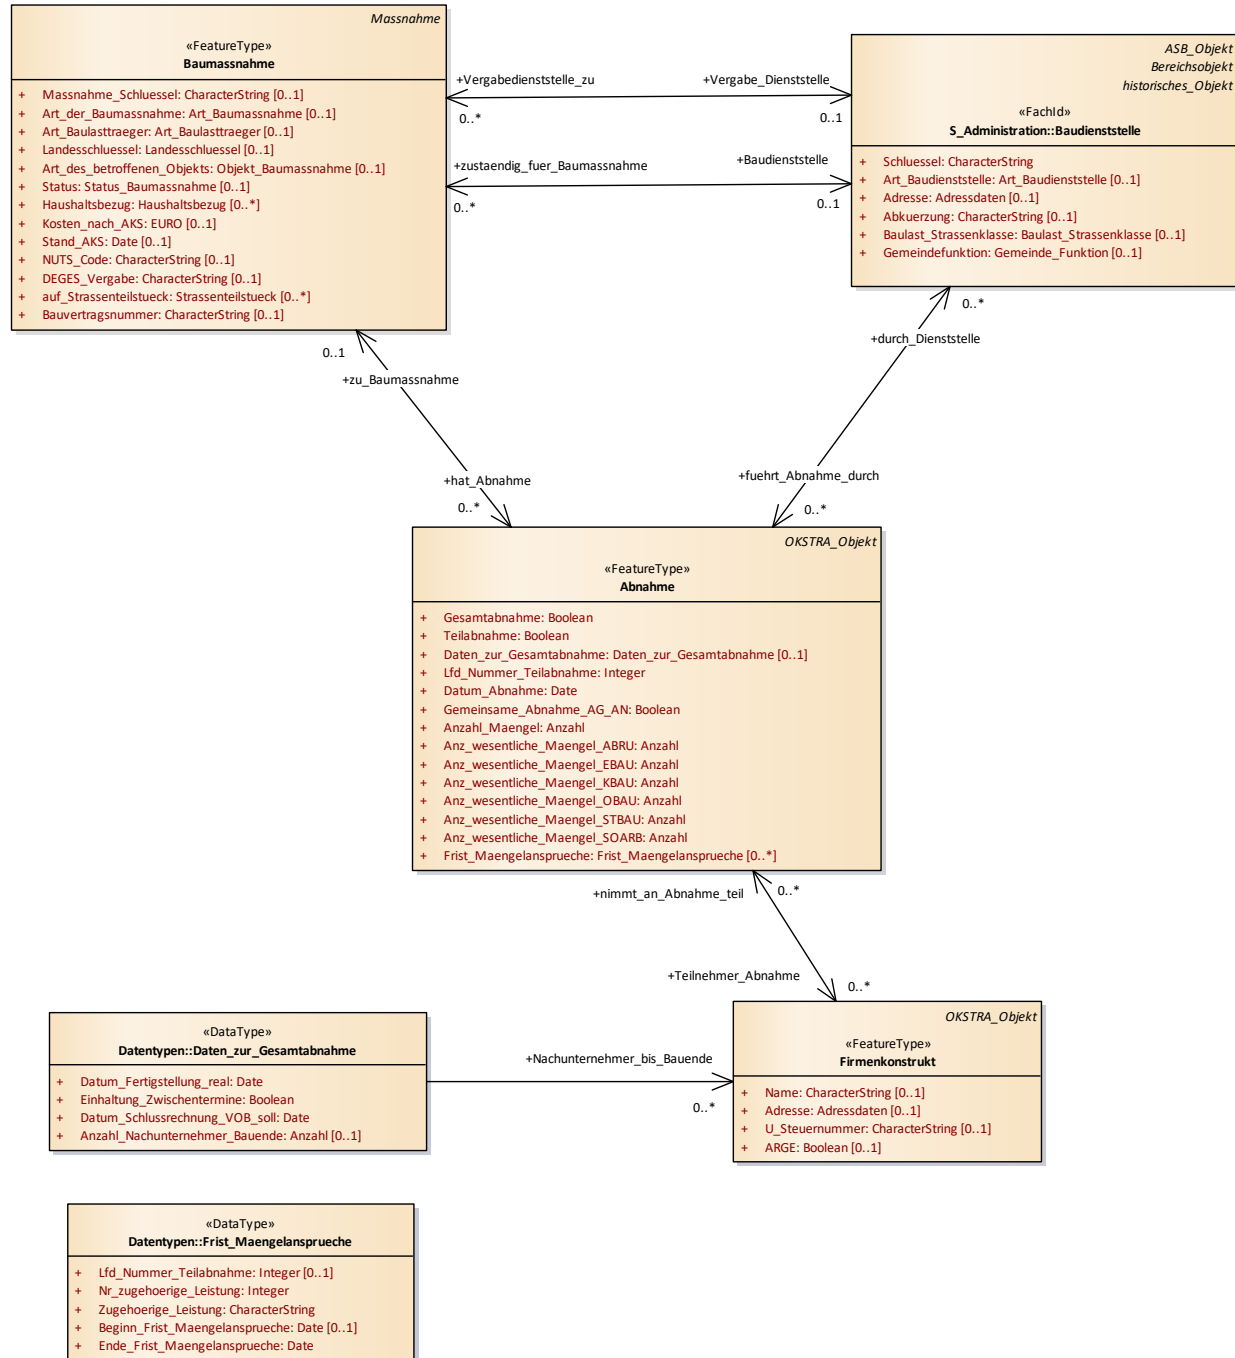 Massnahme
«FeatureType»
Baumassnahme
+ Massnahme_Schluessel: CharacterString [0..1]
+ Art_der_Baumassnahme: Art_Baumassnahme [0..1]
+ Art_Baulasttraeger: Art_Baulasttraeger [0..1]
+ Landesschluessel: Landesschluessel [0..1]
+ Art_des_betroffenen_Objekts: Objekt_Baumassnahme [0..1]
+ Status: Status_Baumassnahme [0..1]
+ Haushaltsbezug: Haushaltsbezug [0..*]
+ Kosten_nach_AKS: EURO [0..1]
+ Stand_AKS: Date [0..1]
+ NUTS_Code: CharacterString [0..1]
+ DEGES_Vergabe: CharacterString [0..1]
+ auf_Strassenteilstueck: Strassenteilstueck [0..*]
+ Bauvertragsnummer: CharacterString [0..1]
+Vergabedienststelle_zu
0..*
+Vergabe_Dienststelle
0..1
+zustaendig_fuer_Baumassnahme
0..*
+Baudienststelle
0..1
ASB_Objekt
Bereichsobjekt
historisches_Objekt
«FachId»
S_Administration::Baudienststelle
+ Schluessel: CharacterString
+ Art_Baudienststelle: Art_Baudienststelle [0..1]
+ Adresse: Adressdaten [0..1]
+ Abkuerzung: CharacterString [0..1]
+ Baulast_Strassenklasse: Baulast_Strassenklasse [0..1]
+ Gemeindefunktion: Gemeinde_Funktion [0..1]
0..1
+zu_Baumassnahme
+hat_Abnahme
0..*
0..*
+durch_Dienststelle
+fuehrt_Abnahme_durch
0..*
OKSTRA_Objekt
«FeatureType»
Abnahme
+ Gesamtabnahme: Boolean
+ Teilabnahme: Boolean
+ Daten_zur_Gesamtabnahme: Daten_zur_Gesamtabnahme [0..1]
+ Lfd_Nummer_Teilabnahme: Integer
+ Datum_Abnahme: Date
+ Gemeinsame_Abnahme_AG_AN: Boolean
+ Anzahl_Maengel: Anzahl
+ Anz_wesentliche_Maengel_ABRU: Anzahl
+ Anz_wesentliche_Maengel_EBAU: Anzahl
+ Anz_wesentliche_Maengel_KBAU: Anzahl
+ Anz_wesentliche_Maengel_OBAU: Anzahl
+ Anz_wesentliche_Maengel_STBAU: Anzahl
+ Anz_wesentliche_Maengel_SOARB: Anzahl
+ Frist_Maengelansprueche: Frist_Maengelansprueche [0..*]
+nimmt_an_Abnahme_teil
0..*
+Teilnehmer_Abnahme
0..*
«DataType»
Datentypen::Daten_zur_Gesamtabnahme
+ Datum_Fertigstellung_real: Date
+ Einhaltung_Zwischentermine: Boolean
+ Datum_Schlussrechnung_VOB_soll: Date
+ Anzahl_Nachunternehmer_Bauende: Anzahl [0..1]
+Nachunternehmer_bis_Bauende
0..*
OKSTRA_Objekt
«FeatureType»
Firmenkonstrukt
+ Name: CharacterString [0..1]
+ Adresse: Adressdaten [0..1]
+ U_Steuernummer: CharacterString [0..1]
+ ARGE: Boolean [0..1]
«DataType»
Datentypen::Frist_Maengelansprueche
+ Lfd_Nummer_Teilabnahme: Integer [0..1]
+ Nr_zugehoerige_Leistung: Integer
+ Zugehoerige_Leistung: CharacterString
+ Beginn_Frist_Maengelansprueche: Date [0..1]
+ Ende_Frist_Maengelansprueche: Date